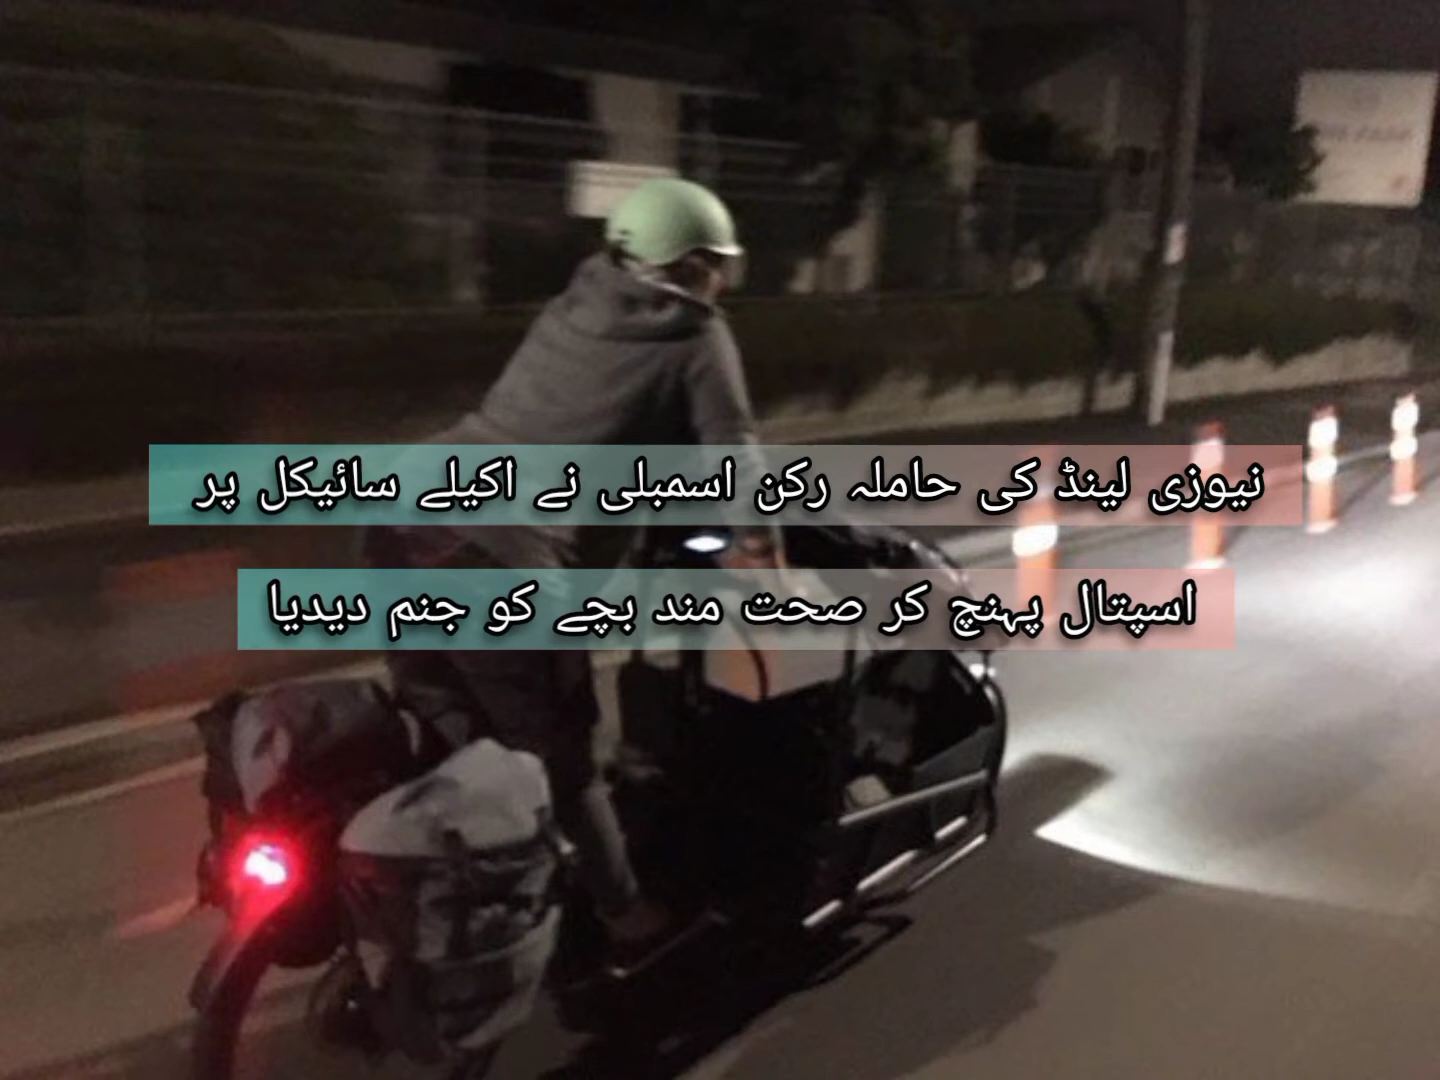 نیوزی لینڈ کی حاملہ رکن اسمبلی نے اکیلے سائیکل پر
اسپتال پہنچ کر صحت مند بچے کو جنم دیدیا